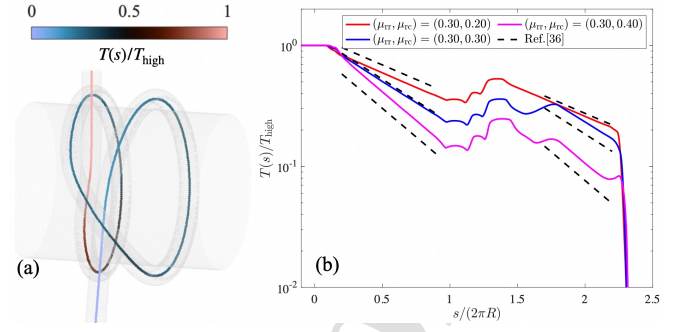 0 0.5 1
T(s)/T_high
(a)
10^0
10^-1
10^-2
T(s)/T_high
(μ_rr, μ_rc) = (0.30, 0.20)
(μ_rr, μ_rc) = (0.30, 0.30)
(μ_rr, μ_rc) = (0.30, 0.40)
Ref.[36]
(b)
0 0.5 1 1.5 2 2.5
s/(2πR)